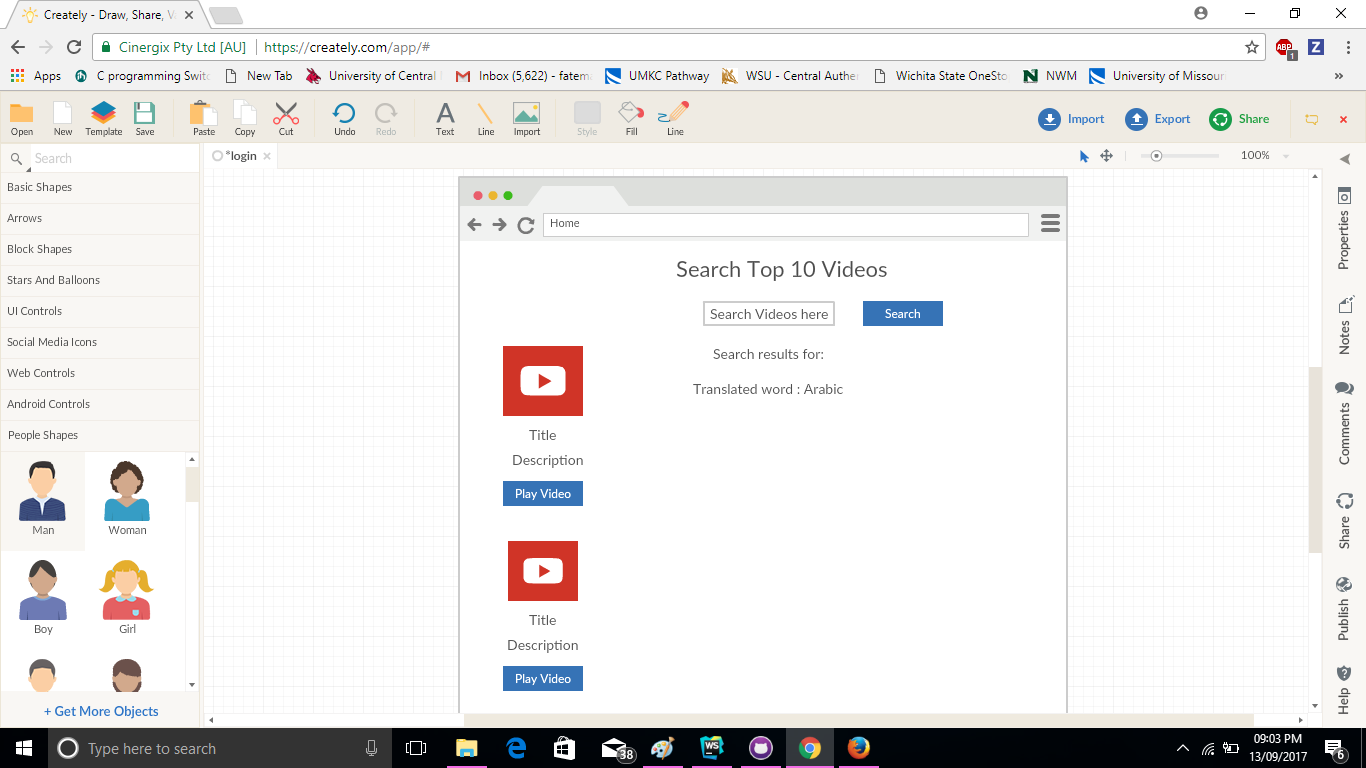 Creately - Draw, Share, V
Cinergix Pty Ltd [AU] https://creately.com/app/#
ABP 1 Z
Apps C programming Switc New Tab University of Central Inbox (5,622) - fatema UMKC Pathway WSU - Central Authe Wichita State OneSto NWM University of Missour »
Open New Template Save Paste Copy Cut Undo Redo Text Line Import Style Fill Line Import Export Share
Search
*login
100%
Basic Shapes
Arrows
Block Shapes
Stars And Balloons
UI Controls
Social Media Icons
Web Controls
Android Controls
People Shapes
Man Woman
Boy Girl
+ Get More Objects
Home
Search Top 10 Videos
Search Videos here Search
Search results for:
Translated word : Arabic
Title
Description
Play Video
Title
Description
Play Video
Properties
Notes
Comments
Share
Publish
Help
Type here to search
38
WS
09:03 PM
13/09/2017
6